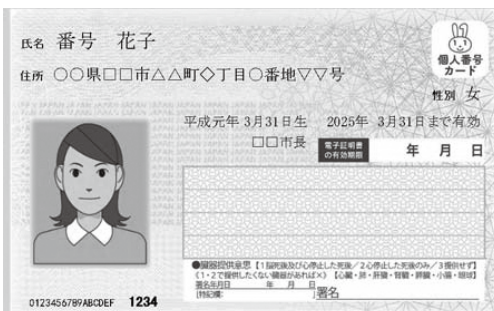 氏名 番号 花子
個人番号
カード
住所 ○○県□□市△△町◇丁目○番地▽▽号
性別 女
平成元年 3月31日生 2025年 3月31日まで有効
□□市長 電子証明書の有効期限 年 月 日
●臓器提供意思【1脳死後及び心停止した死後/2心停止した死後のみ/3提供せず】
《1・2で提供したくない臓器があれば×》【心臓・肺・肝臓・腎臓・膵臓・小腸・眼球】
署名年月日 年 月 日
[特記欄: ]署名
0123456789ABCDEF 1234